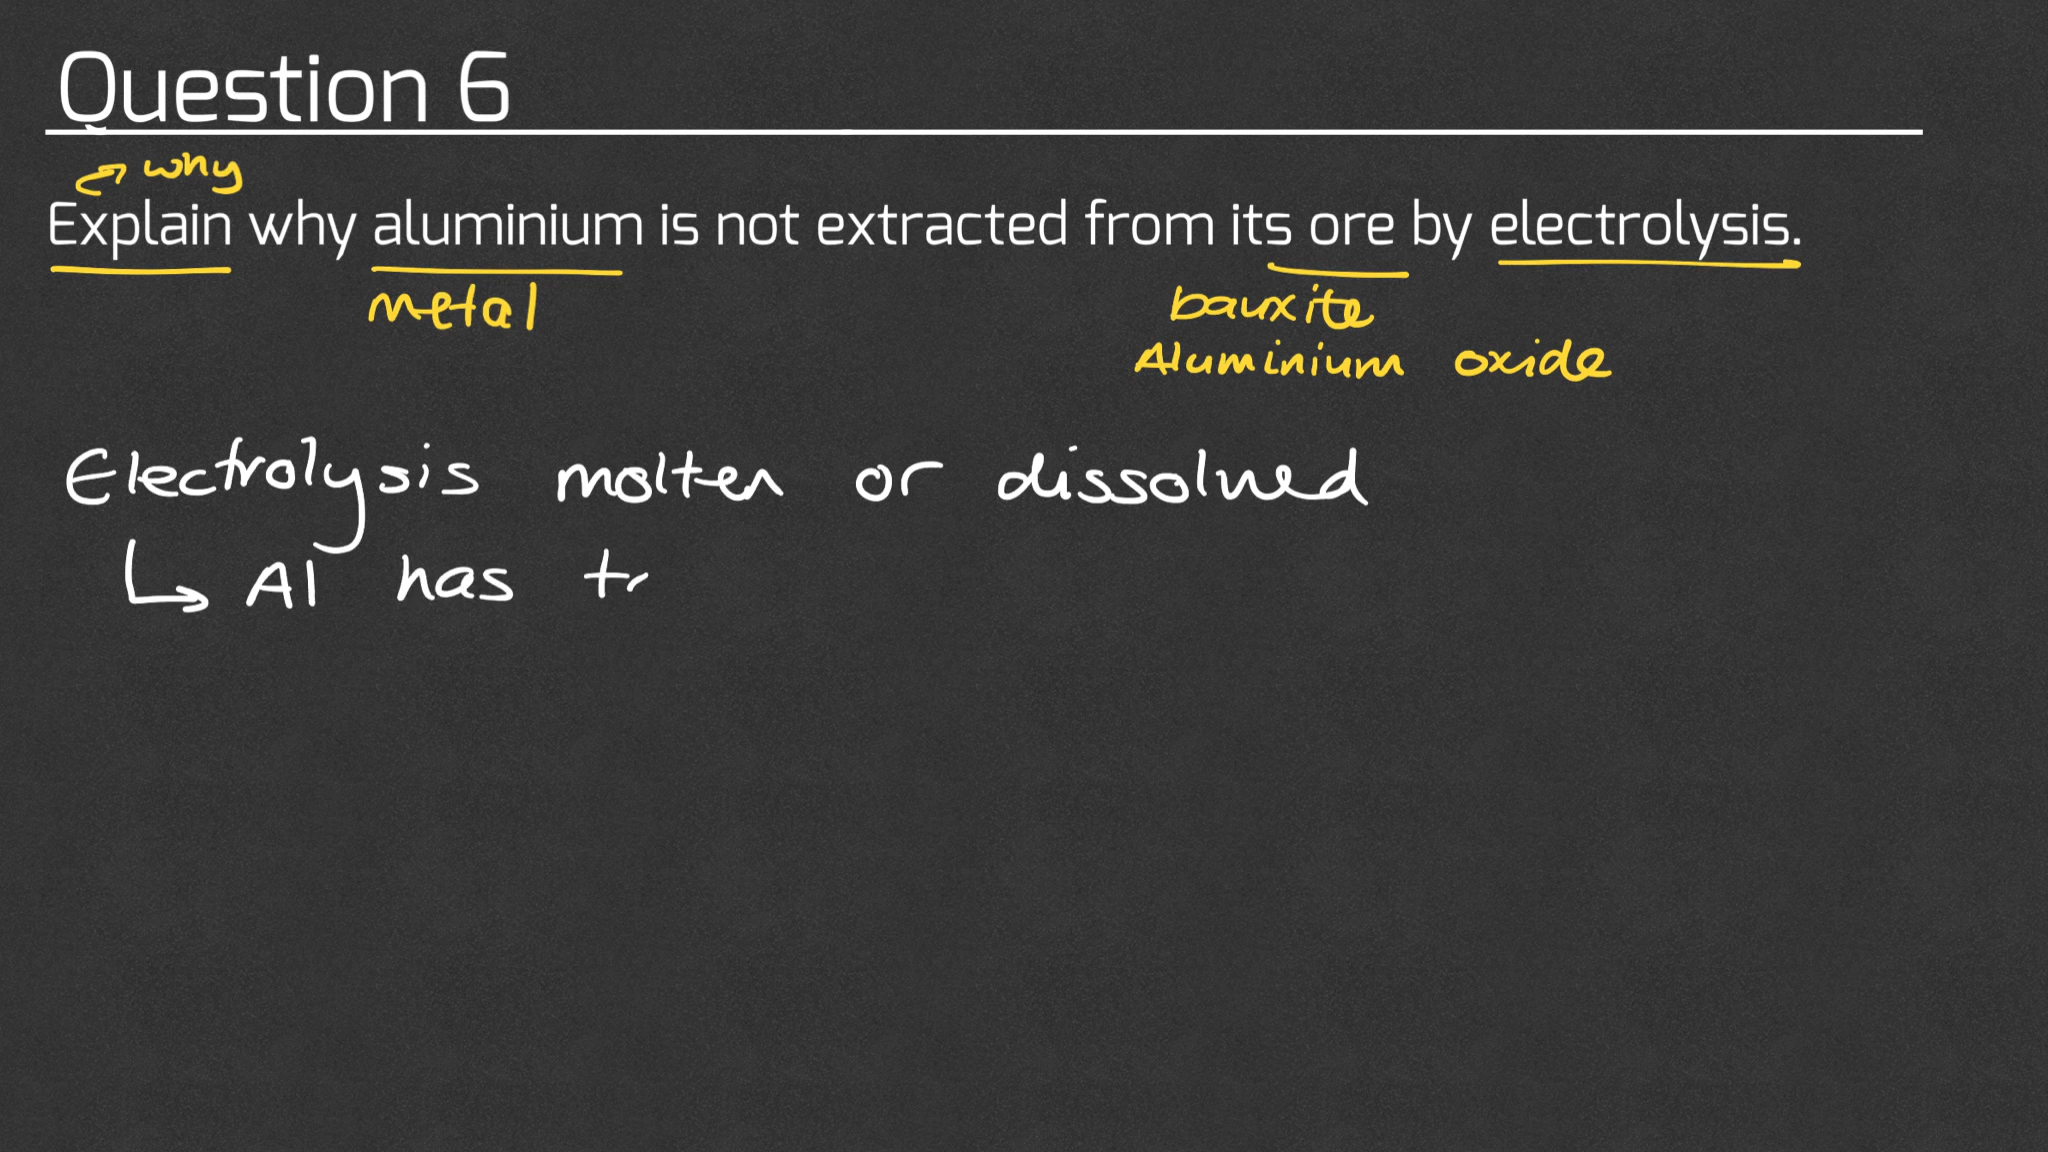 Question 6
why
Explain why aluminium is not extracted from its ore by electrolysis.
metal bauxite
Aluminium oxide
Electrolysis molten or dissolved
Al has